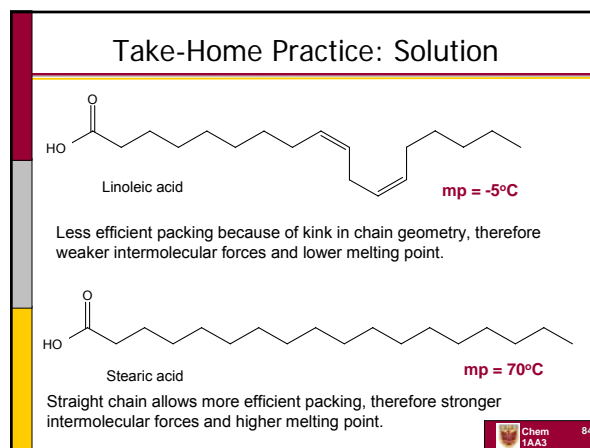 Take-Home Practice: Solution
O
HO
Linoleic acid
mp = -5°C
Less efficient packing because of kink in chain geometry, therefore
weaker intermolecular forces and lower melting point.
O
HO
Stearic acid
mp = 70°C
Straight chain allows more efficient packing, therefore stronger
intermolecular forces and higher melting point.
Chem 84
1AA3